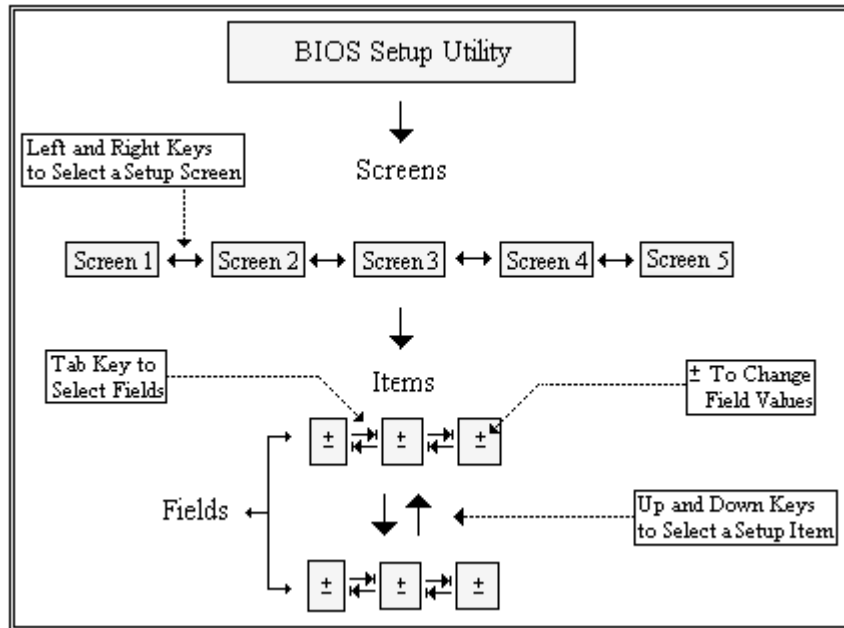 BIOS Setup Utility
Left and Right Keys
to Select a Setup Screen
Screens
Screen 1
Screen 2
Screen 3
Screen 4
Screen 5
Tab Key to
Select Fields
Items
± To Change
Field Values
± ± ±
Fields
Up and Down Keys
to Select a Setup Item
± ± ±